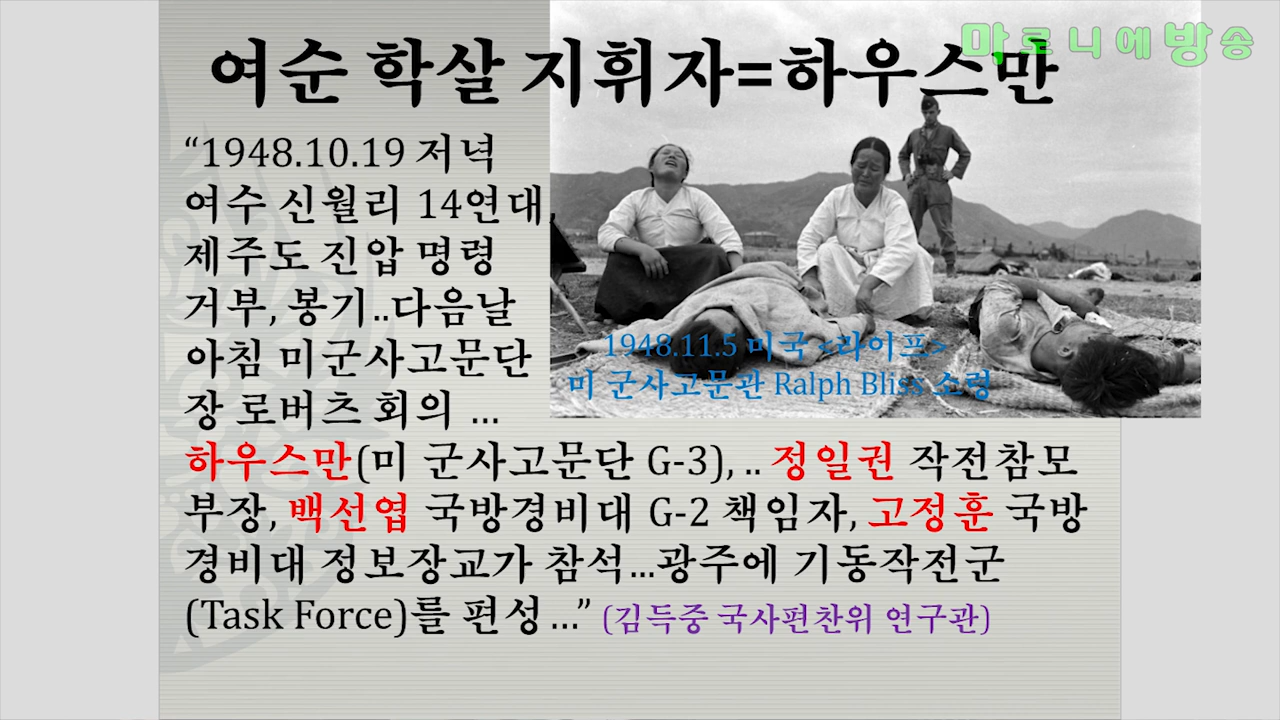 마로니에방송
여순 학살 지휘자=하우스만
“1948.10.19 저녁
여수 신월리 14연대,
제주도 진압 명령
거부, 봉기..다음날
아침 미군사고문단
장 로버츠 회의 ...
하우스만(미 군사고문단 G-3), .. 정일권 작전참모
부장, 백선엽 국방경비대 G-2 책임자, 고정훈 국방
경비대 정보장교가 참석...광주에 기동작전군
(Task Force)를 편성 ...” (김득중 국사편찬위 연구관)
1948.11.5 미국 <라이프>
미 군사고문관 Ralph Bliss 소령